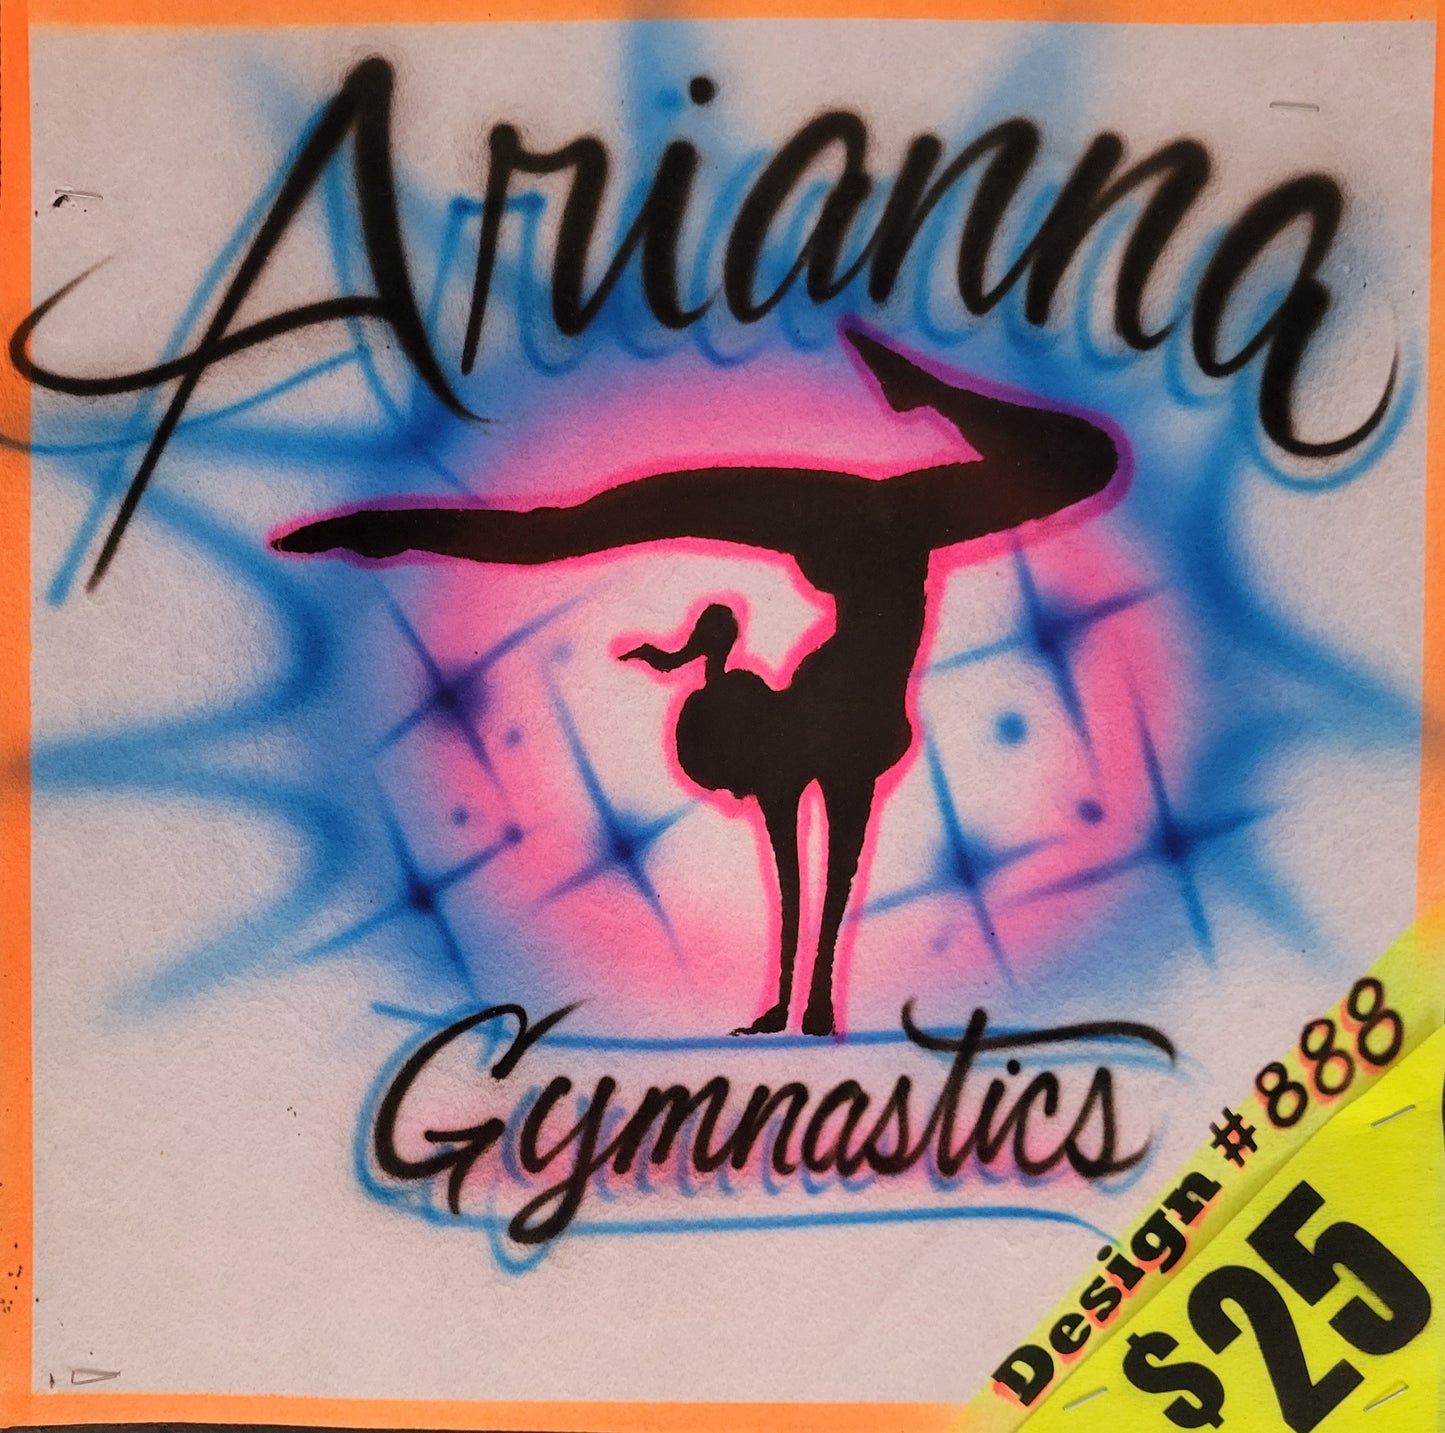 Arianna
Gymnastics
Design # 888
$25